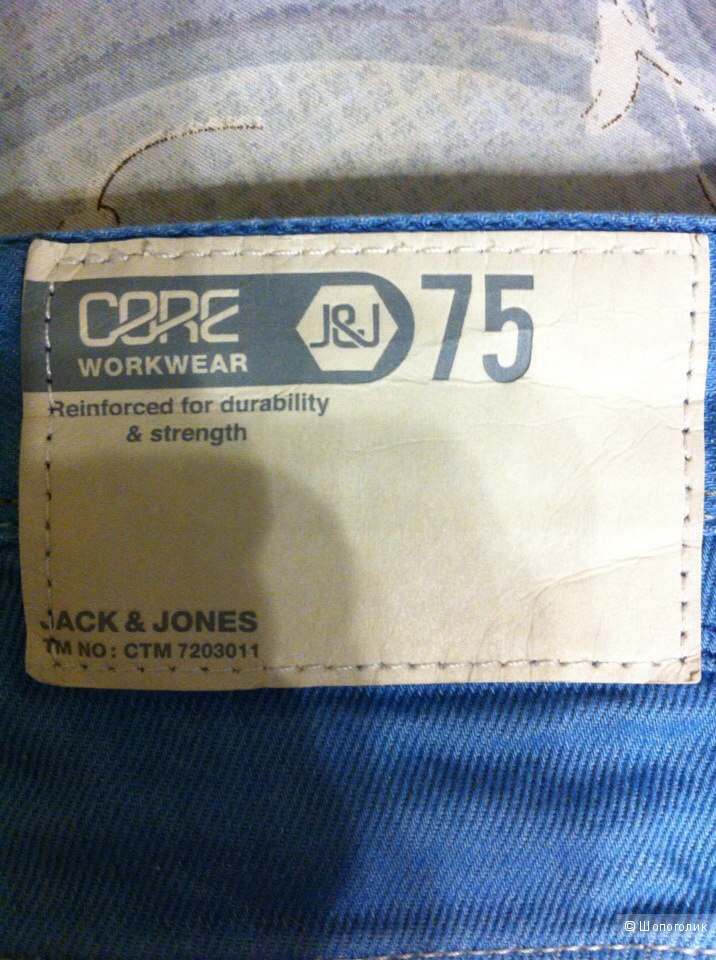 CORE J&J 75
WORKWEAR
Reinforced for durability
& strength
JACK & JONES
TM NO: CTM 7203011
© Шопоголик